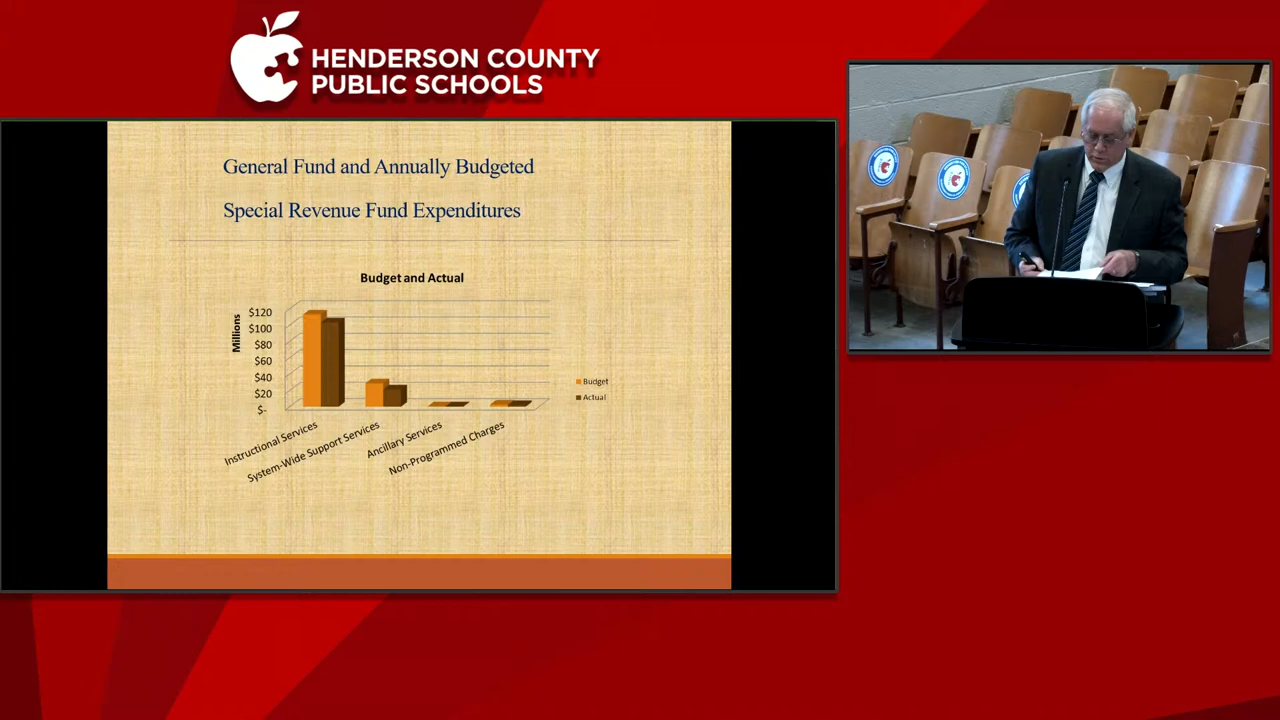 HENDERSON COUNTY
PUBLIC SCHOOLS
General Fund and Annually Budgeted
Special Revenue Fund Expenditures
Budget and Actual
Millions
$120
$100
$80
$60
$40
$20
$-
Instructional Services
System-Wide Support Services
Ancillary Services
Non-Programmed Charges
Budget
Actual